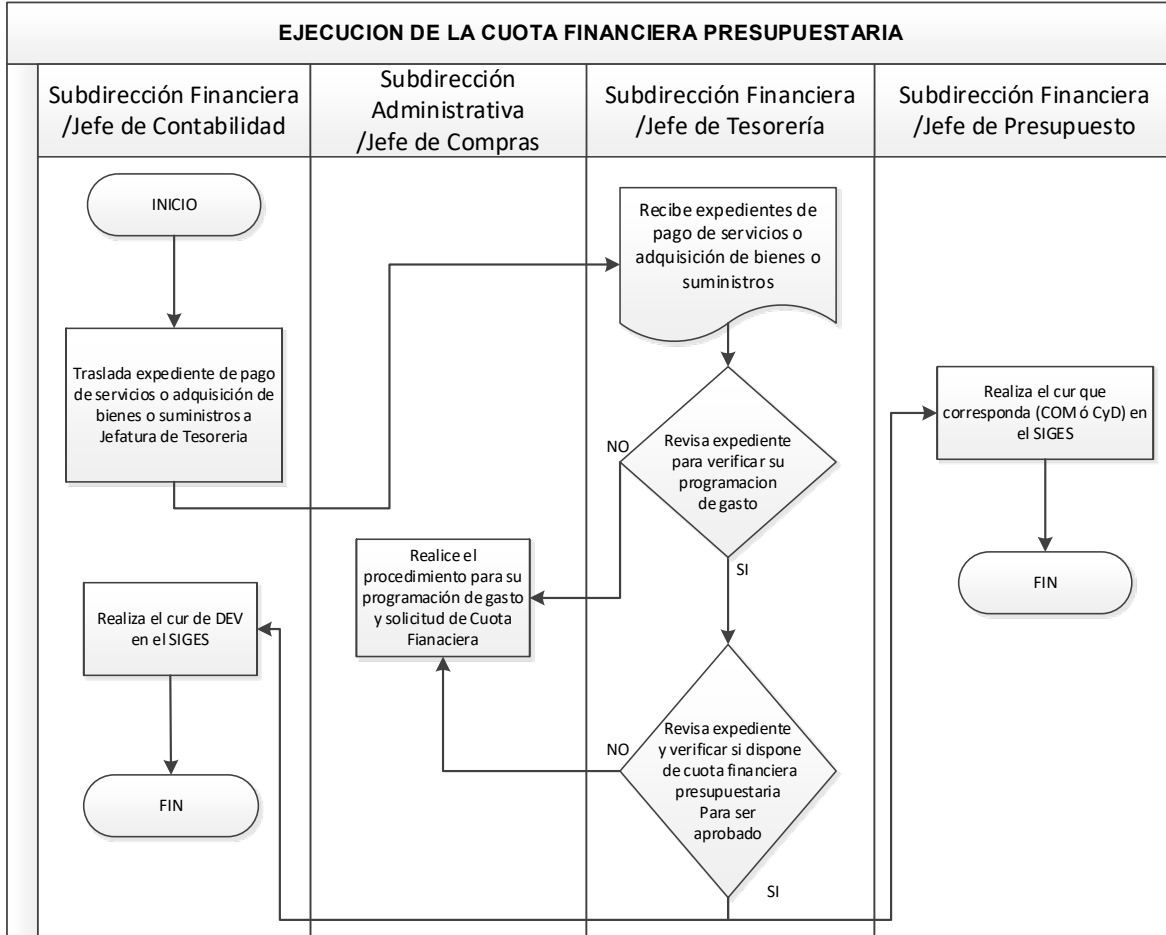 EJECUCION DE LA CUOTA FINANCIERA PRESUPUESTARIA
Subdirección Financiera
/Jefe de Contabilidad
Subdirección
Administrativa
/Jefe de Compras
Subdirección Financiera
/Jefe de Tesorería
Subdirección Financiera
/Jefe de Presupuesto
INICIO
Traslada expediente de pago
de servicios o adquisición de
bienes o suministros a
Jefatura de Tesoreria
Recibe expedientes de
pago de servicios o
adquisición de bienes o
suministros
Revisa expediente
para verificar su
programacion
de gasto
NO
SI
Realiza el cur que
corresponda (COM ó CyD) en
el SIGES
FIN
Realice el
procedimiento para su
programación de gasto
y solicitud de Cuota
Fianaciera
Realiza el cur de DEV
en el SIGES
FIN
Revisa expediente
y verificar si dispone
de cuota financiera
presupuestaria
Para ser
aprobado
NO
SI